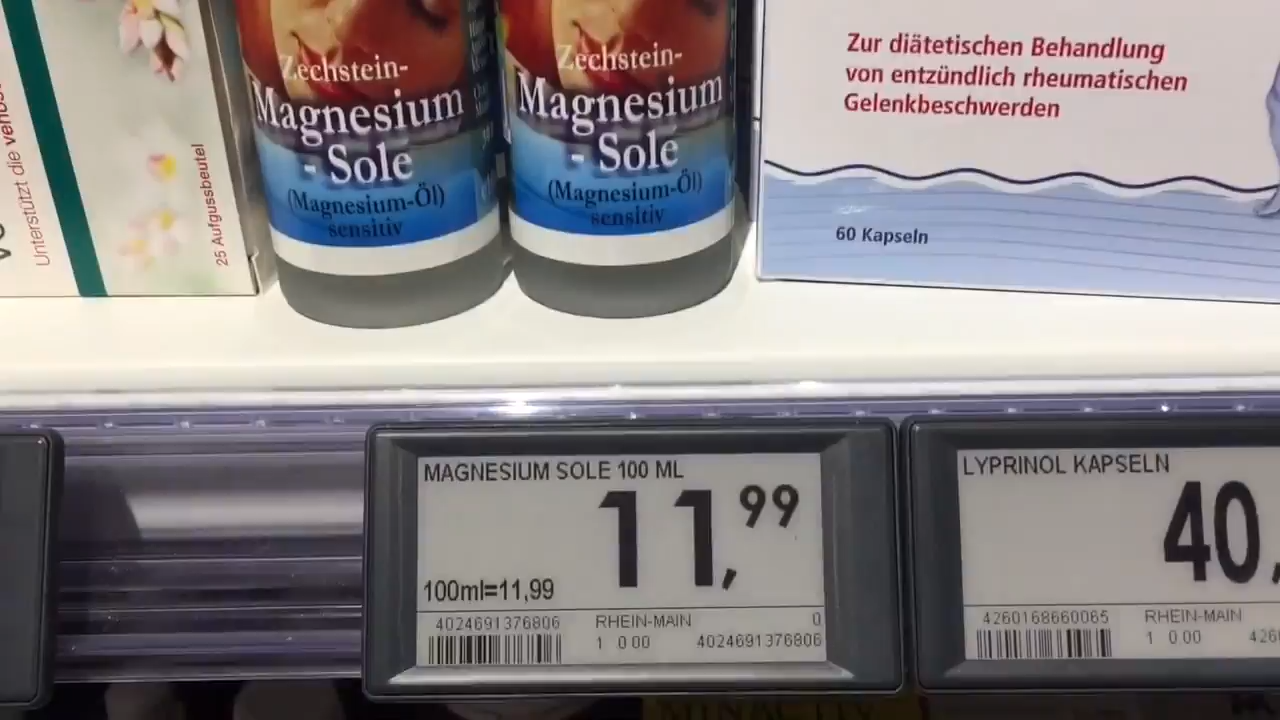 Unterstützt die
25 Aufgussbeutel
Zechstein-
Magnesium
- Sole
(Magnesium-Öl)
sensitiv
Zechstein-
Magnesium
- Sole
(Magnesium-Öl)
sensitiv
Zur diätetischen Behandlung
von entzündlich rheumatischen
Gelenkbeschwerden
60 Kapseln
MAGNESIUM SOLE 100 ML
11,99
100ml=11,99
4024691376806 RHEIN-MAIN 0
1 0 00 4024691376806
LYPRINOL KAPSELN
40,
4260168660085 RHEIN-MAIN
1 0 00